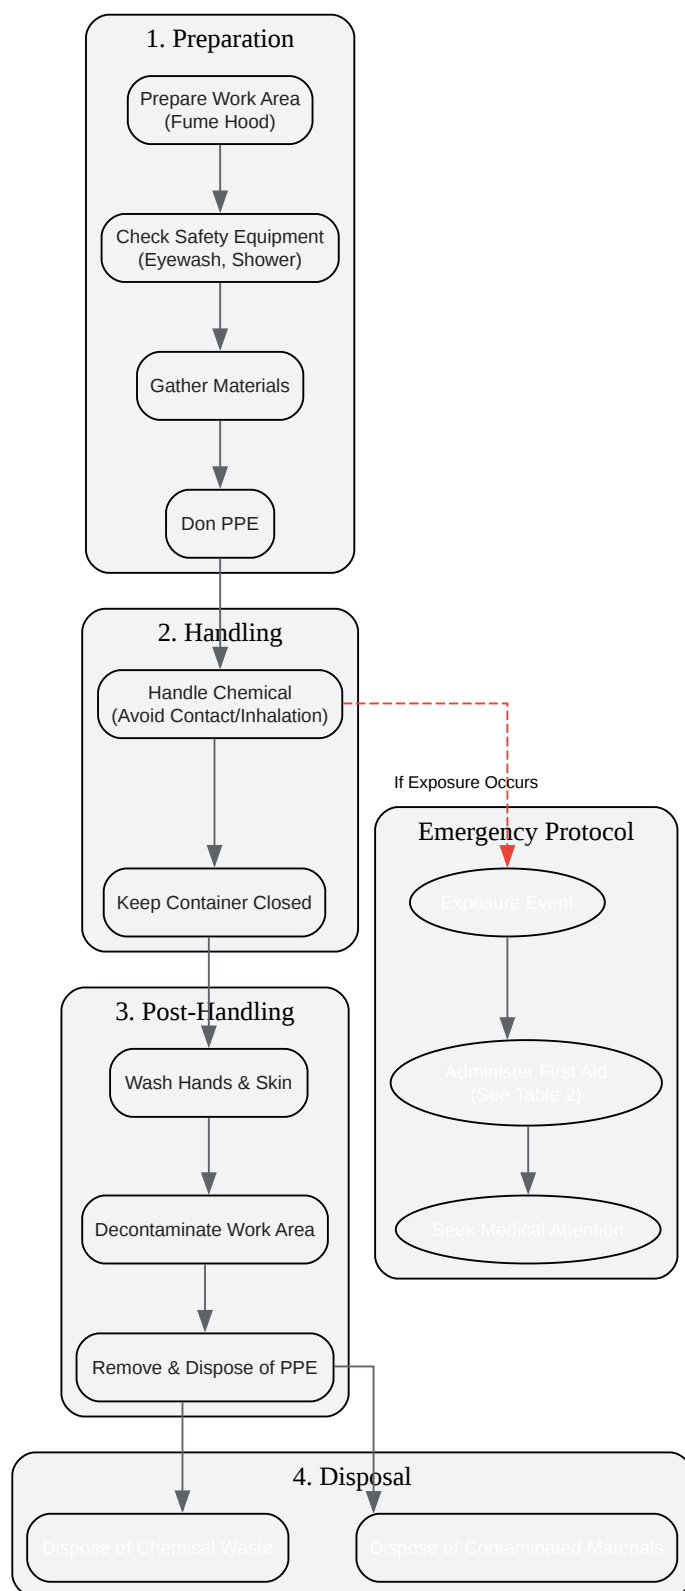 1. Preparation
Prepare Work Area
(Fume Hood)
Check Safety Equipment
(Eyewash, Shower)
Gather Materials
Don PPE
2. Handling
Handle Chemical
(Avoid Contact/Inhalation)
If Exposure Occurs
Keep Container Closed
Emergency Protocol
Exposure Event
Administer First Aid
(See Table 2)
Seek Medical Attention
3. Post-Handling
Wash Hands & Skin
Decontaminate Work Area
Remove & Dispose of PPE
4. Disposal
Dispose of Chemical Waste
Dispose of Contaminated Materials